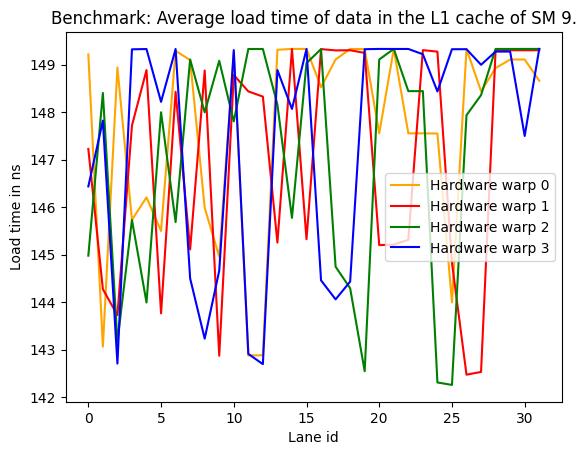 Benchmark: Average load time of data in the L1 cache of SM 9.
Load time in ns
149
148
147
146
145
144
143
142
Hardware warp 0
Hardware warp 1
Hardware warp 2
Hardware warp 3
0 5 10 15 20 25 30
Lane id